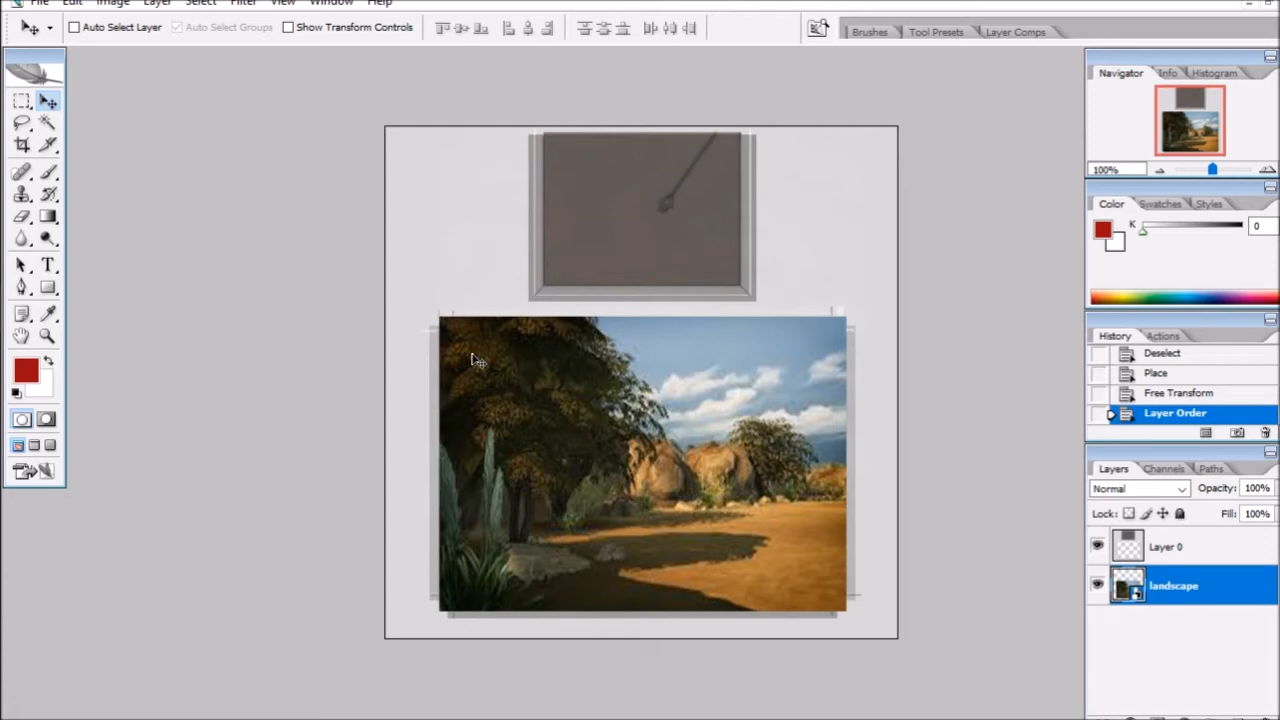 File Edit Image Layer Select Filter View Window Help
Auto Select Layer Auto Select Groups Show Transform Controls
Brushes Tool Presets Layer Comps
Navigator Info Histogram
100%
Color Swatches Styles
K 0
History Actions
Deselect
Place
Free Transform
Layer Order
Layers Channels Paths
Normal Opacity: 100%
Lock: Fill: 100%
Layer 0
landscape
T